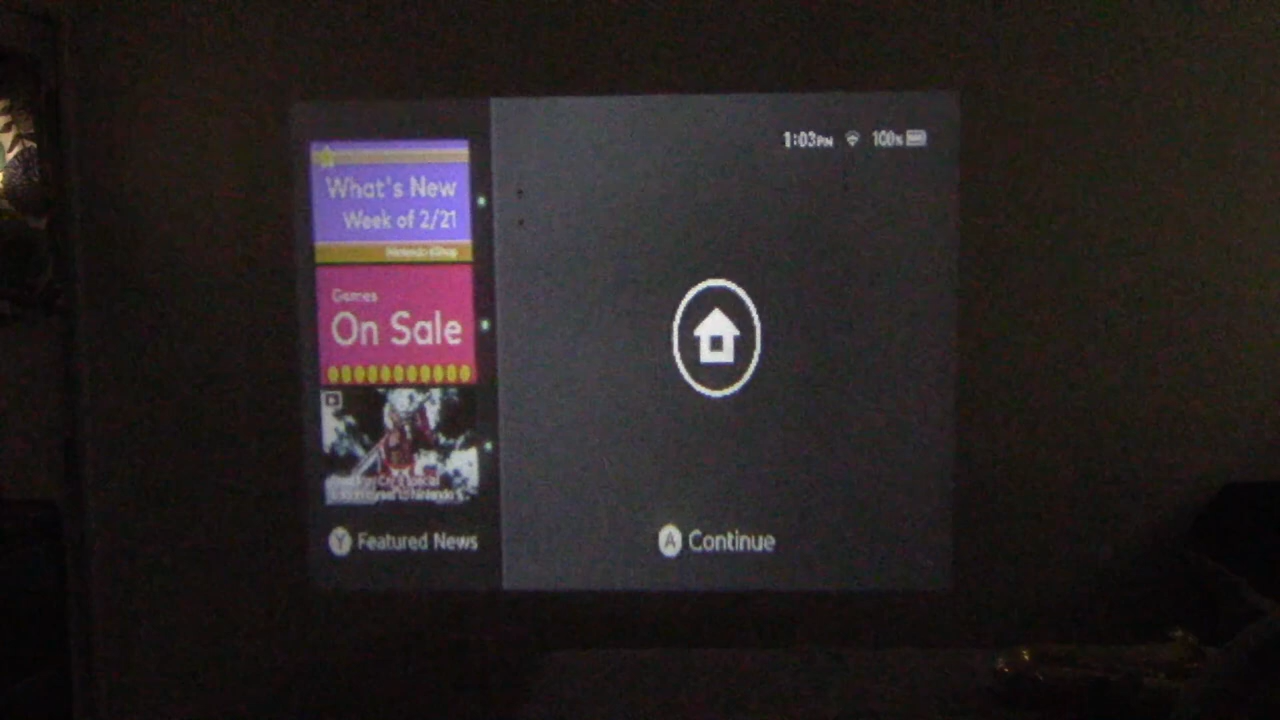 1:03PM 100%
What's New
Week of 2/21
Nintendo eShop
Games
On Sale
Y Featured News
A Continue